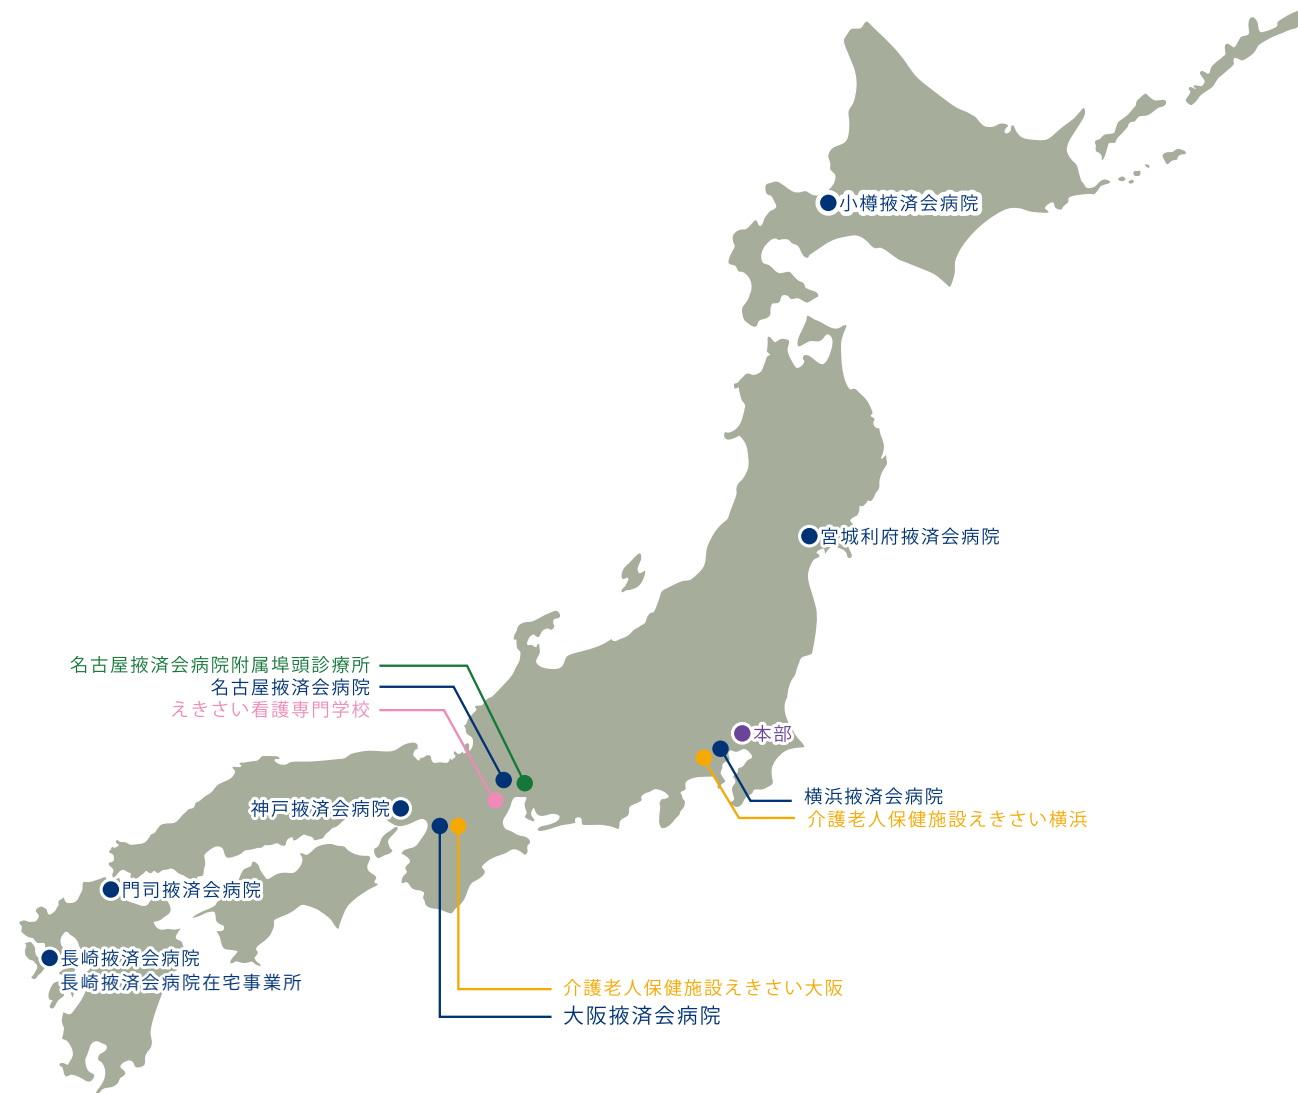 小樽掖済会病院
宮城利府掖済会病院
名古屋掖済会病院附属埠頭診療所
名古屋掖済会病院
えきさい看護専門学校
本部
横浜掖済会病院
介護老人保健施設えきさい横浜
神戸掖済会病院
門司掖済会病院
長崎掖済会病院
長崎掖済会病院在宅事業所
介護老人保健施設えきさい大阪
大阪掖済会病院